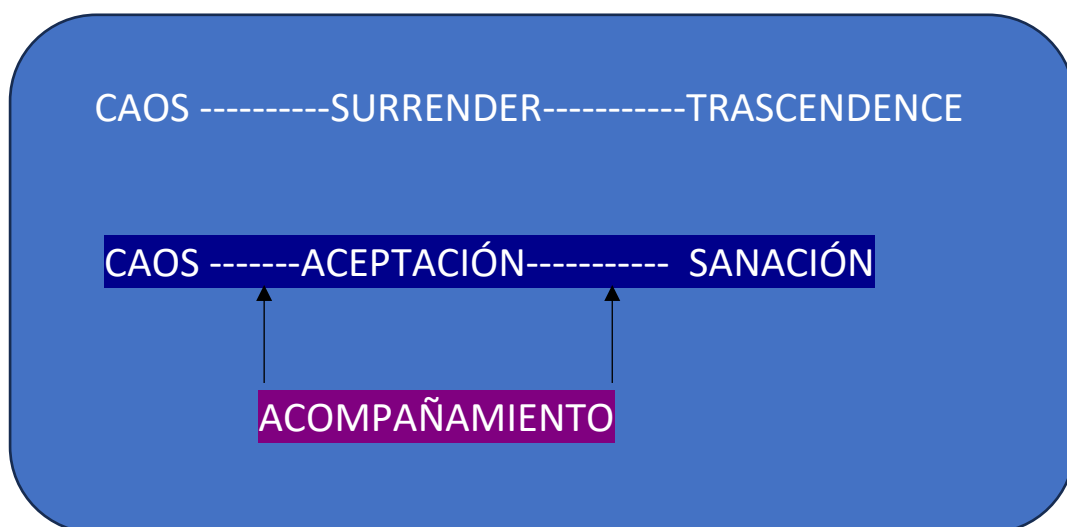 CAOS ----------SURRENDER-----------TRASCENDENCE
CAOS -------ACEPTACIÓN----------- SANACIÓN
ACOMPAÑAMIENTO